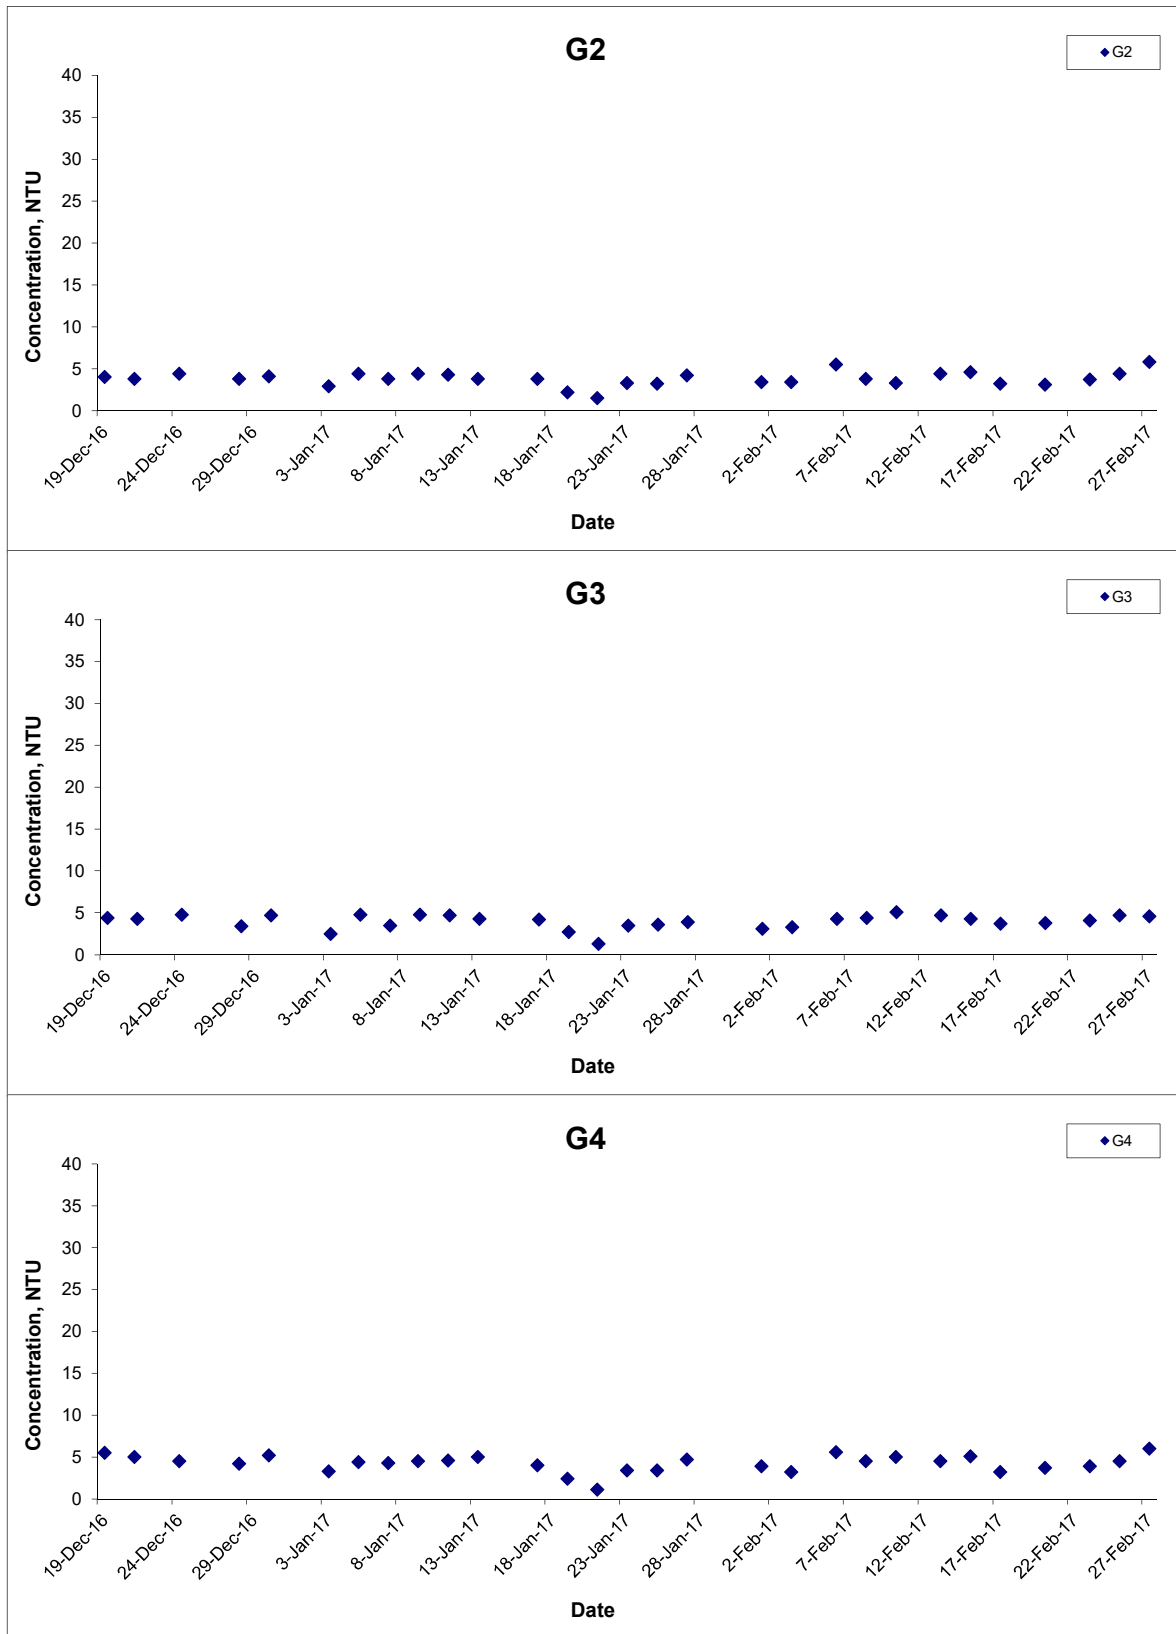 G2
G2
40
35
30
25
20
15
10
5
0
Concentration, NTU
19-Dec-16
24-Dec-16
29-Dec-16
3-Jan-17
8-Jan-17
13-Jan-17
18-Jan-17
23-Jan-17
28-Jan-17
2-Feb-17
7-Feb-17
12-Feb-17
17-Feb-17
22-Feb-17
27-Feb-17
Date
G3
G3
40
35
30
25
20
15
10
5
0
Concentration, NTU
19-Dec-16
24-Dec-16
29-Dec-16
3-Jan-17
8-Jan-17
13-Jan-17
18-Jan-17
23-Jan-17
28-Jan-17
2-Feb-17
7-Feb-17
12-Feb-17
17-Feb-17
22-Feb-17
27-Feb-17
Date
G4
G4
40
35
30
25
20
15
10
5
0
Concentration, NTU
19-Dec-16
24-Dec-16
29-Dec-16
3-Jan-17
8-Jan-17
13-Jan-17
18-Jan-17
23-Jan-17
28-Jan-17
2-Feb-17
7-Feb-17
12-Feb-17
17-Feb-17
22-Feb-17
27-Feb-17
Date